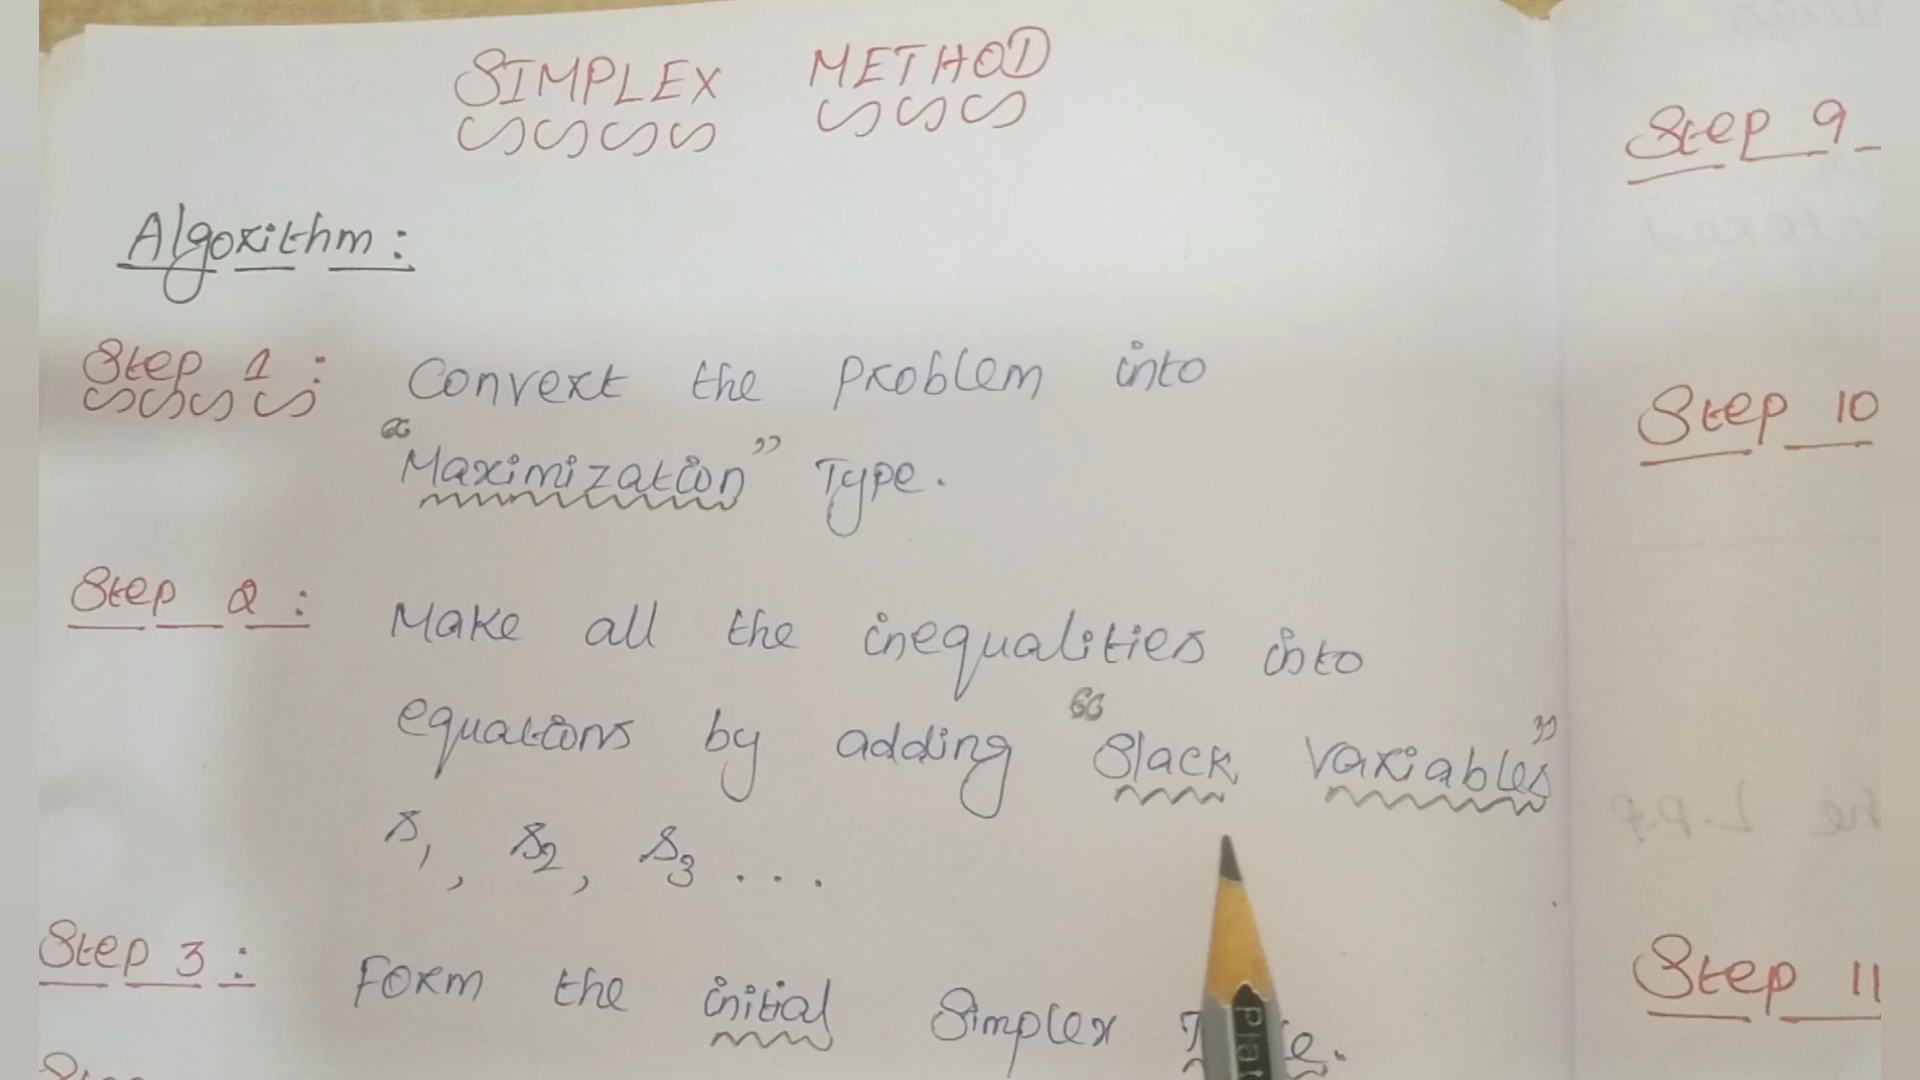 SIMPLEX METHOD
Algorithm:
Step 1: Convert the problem into
"Maximization" Type.
Step 2: Make all the inequalities into
equations by adding "Slack Variables"
s1, s2, s3 ...
Step 3: Form the initial Simplex
Step 9
Step 10
Step 11